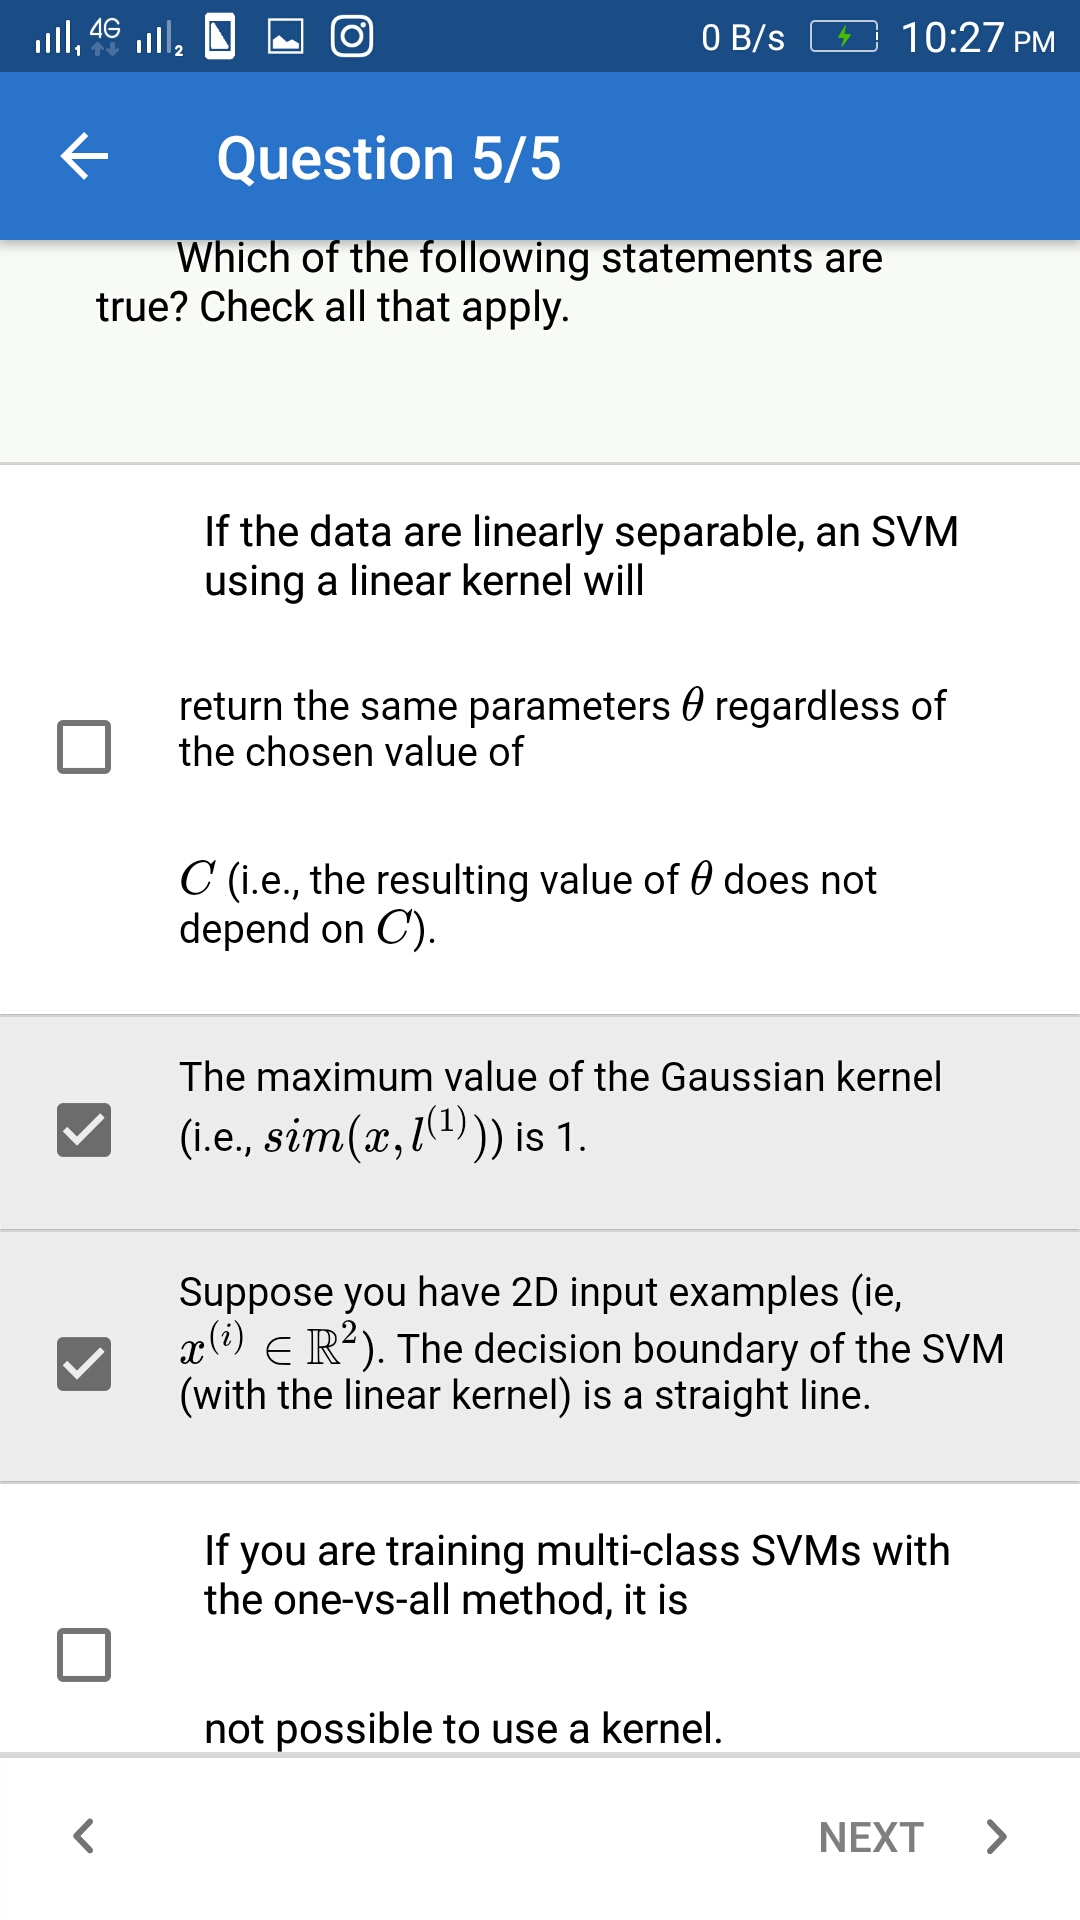 4G 1 2 0 B/s 10:27 PM
Question 5/5
Which of the following statements are
true? Check all that apply.
If the data are linearly separable, an SVM
using a linear kernel will
return the same parameters θ regardless of
the chosen value of
C (i.e., the resulting value of θ does not
depend on C).
The maximum value of the Gaussian kernel
(i.e., sim(x, l^(1))) is 1.
Suppose you have 2D input examples (ie,
x^(i) ∈ ℝ²). The decision boundary of the SVM
(with the linear kernel) is a straight line.
If you are training multi-class SVMs with
the one-vs-all method, it is
not possible to use a kernel.
NEXT